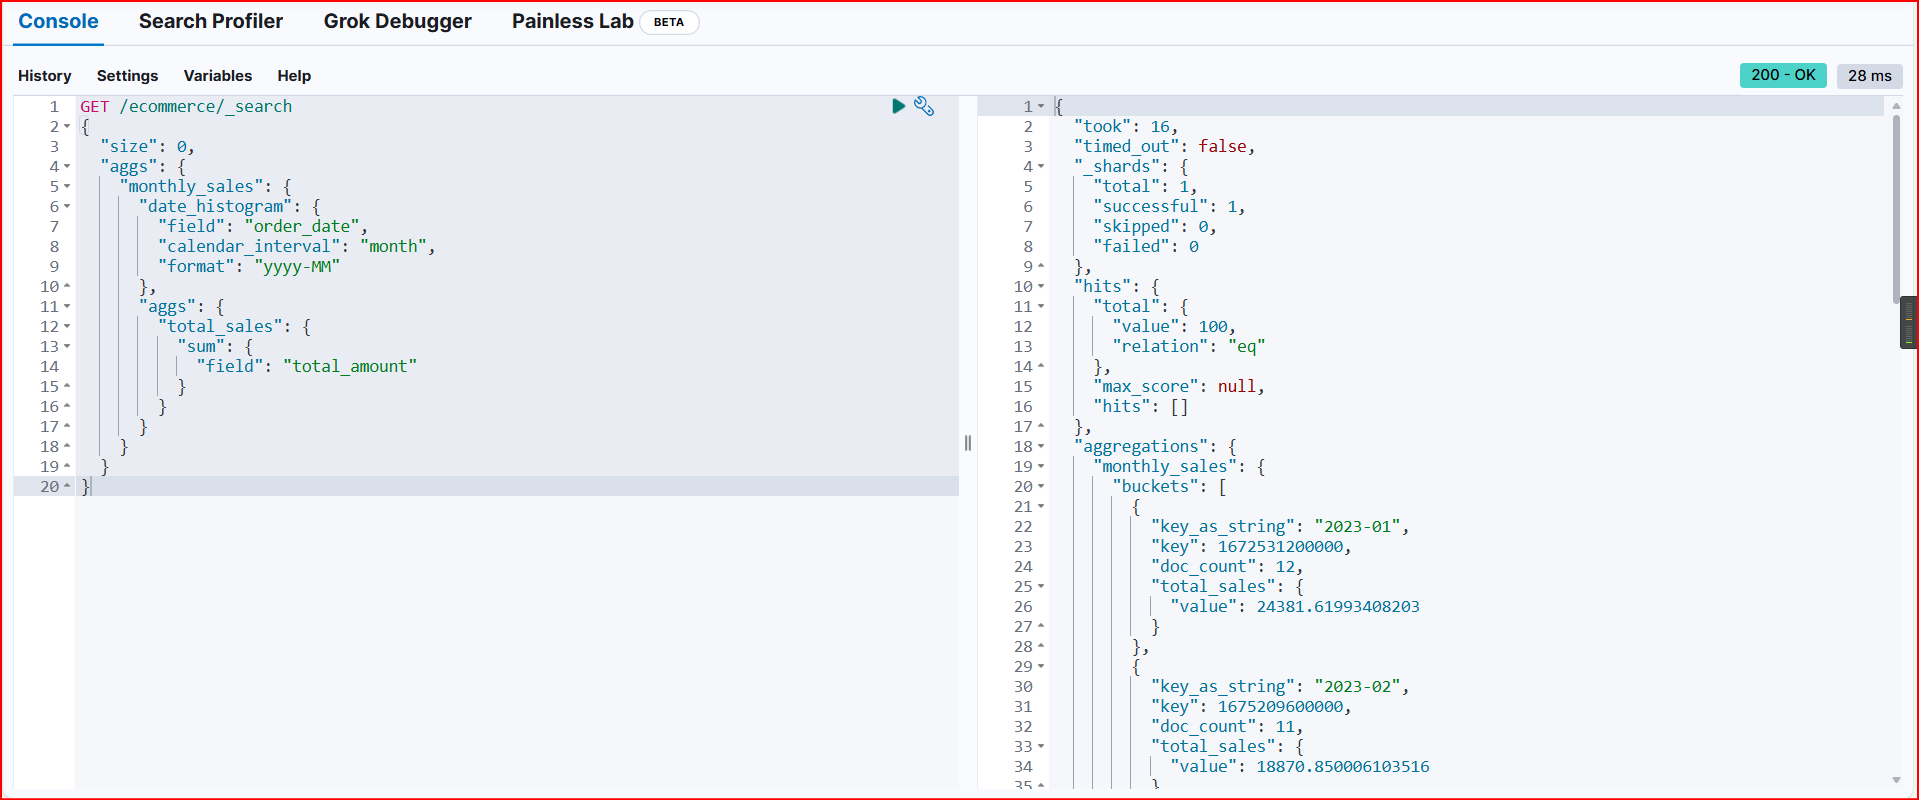 Console Search Profiler Grok Debugger Painless Lab BETA
History Settings Variables Help 200 - OK 28 ms
1 GET /ecommerce/_search
2 {
3 "size": 0,
4 "aggs": {
5 "monthly_sales": {
6 "date_histogram": {
7 "field": "order_date",
8 "calendar_interval": "month",
9 "format": "yyyy-MM"
10 },
11 "aggs": {
12 "total_sales": {
13 "sum": {
14 "field": "total_amount"
15 }
16 }
17 }
18 }
19 }
20 }
1 {
2 "took": 16,
3 "timed_out": false,
4 "_shards": {
5 "total": 1,
6 "successful": 1,
7 "skipped": 0,
8 "failed": 0
9 },
10 "hits": {
11 "total": {
12 "value": 100,
13 "relation": "eq"
14 },
15 "max_score": null,
16 "hits": []
17 },
18 "aggregations": {
19 "monthly_sales": {
20 "buckets": [
21 {
22 "key_as_string": "2023-01",
23 "key": 1672531200000,
24 "doc_count": 12,
25 "total_sales": {
26 "value": 24381.61993408203
27 }
28 },
29 {
30 "key_as_string": "2023-02",
31 "key": 1675209600000,
32 "doc_count": 11,
33 "total_sales": {
34 "value": 18870.850006103516
35 }